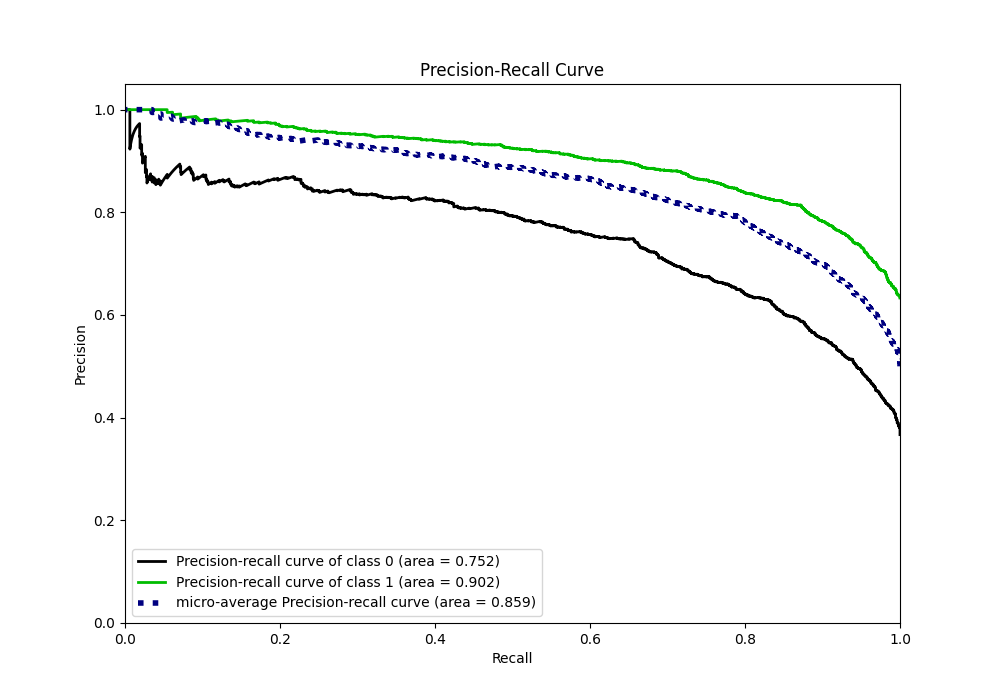 Precision-Recall Curve
Precision
1.0
0.8
0.6
0.4
0.2
0.0
Precision-recall curve of class 0 (area = 0.752)
Precision-recall curve of class 1 (area = 0.902)
micro-average Precision-recall curve (area = 0.859)
0.0 0.2 0.4 0.6 0.8 1.0
Recall